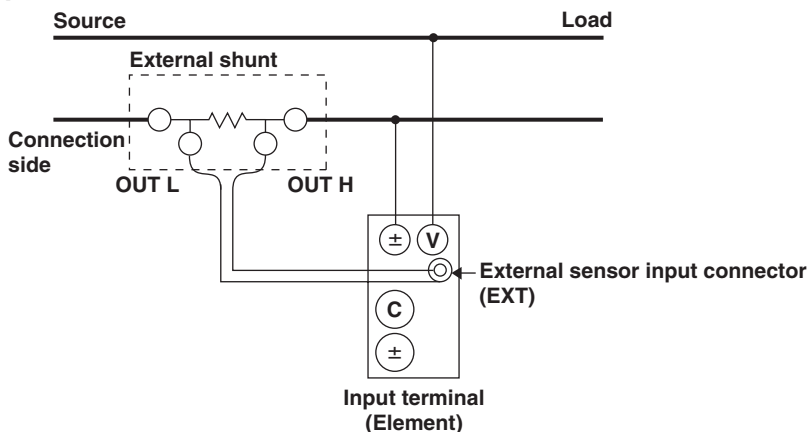 Source
Load
External shunt
Connection
side
OUT L
OUT H
±
V
External sensor input connector
(EXT)
C
±
Input terminal
(Element)